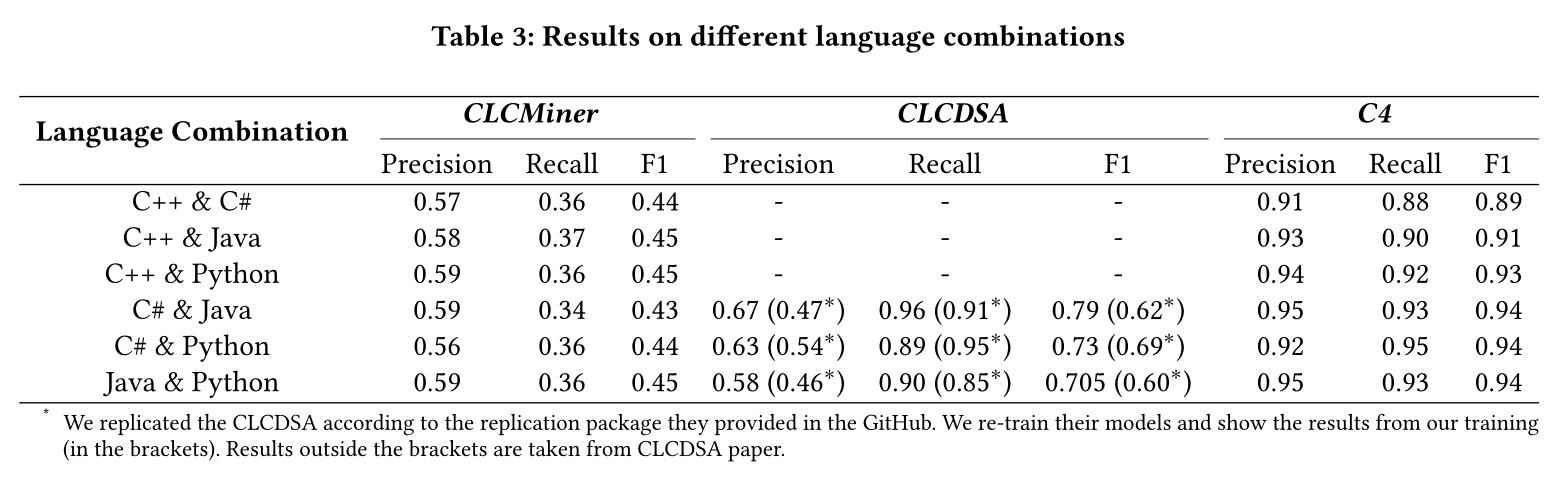 Table 3: Results on different language combinations
Language Combination CLCMiner CLCDSA C4
Precision Recall F1 Precision Recall F1 Precision Recall F1
C++ & C# 0.57 0.36 0.44 - - - 0.91 0.88 0.89
C++ & Java 0.58 0.37 0.45 - - - 0.93 0.90 0.91
C++ & Python 0.59 0.36 0.45 - - - 0.94 0.92 0.93
C# & Java 0.59 0.34 0.43 0.67 (0.47*) 0.96 (0.91*) 0.79 (0.62*) 0.95 0.93 0.94
C# & Python 0.56 0.36 0.44 0.63 (0.54*) 0.89 (0.95*) 0.73 (0.69*) 0.92 0.95 0.94
Java & Python 0.59 0.36 0.45 0.58 (0.46*) 0.90 (0.85*) 0.705 (0.60*) 0.95 0.93 0.94
* We replicated the CLCDSA according to the replication package they provided in the GitHub. We re-train their models and show the results from our training
(in the brackets). Results outside the brackets are taken from CLCDSA paper.